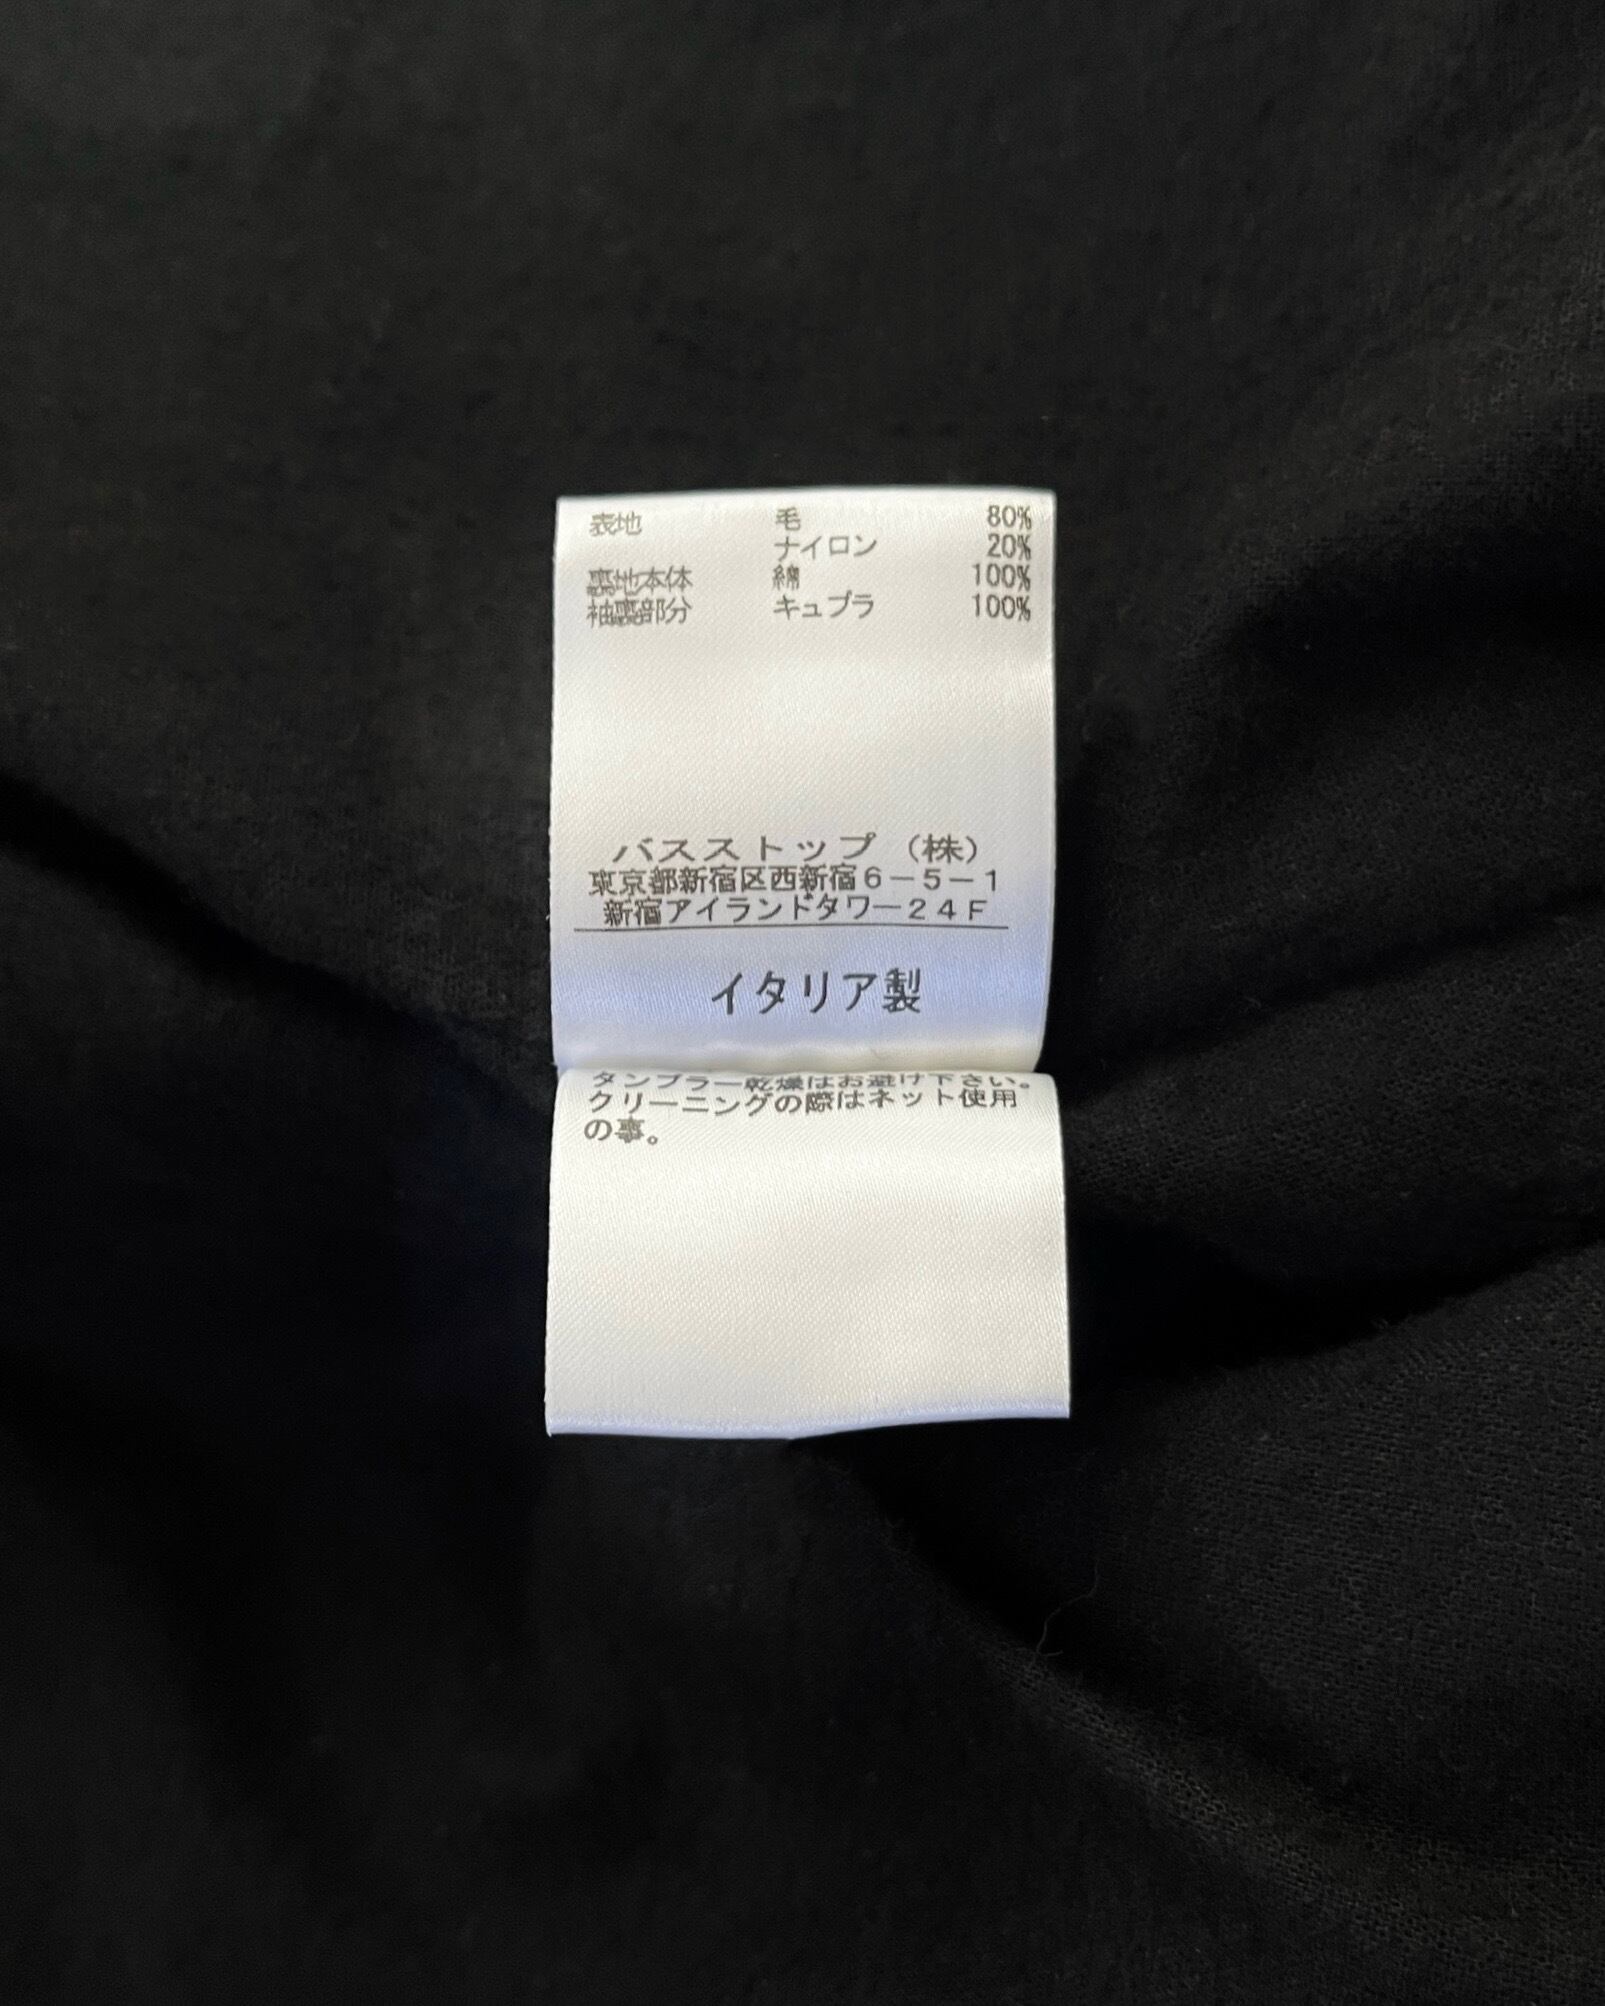 表地 毛 80%
ナイロン 20%
裏地本体 綿 100%
袖裏部分 キュプラ 100%
バスストップ（株）
東京都新宿区西新宿６－５－１
新宿アイランドタワー２４Ｆ
イタリア製
タンブラー乾燥はお避け下さい。
クリーニングの際はネット使用
の事。